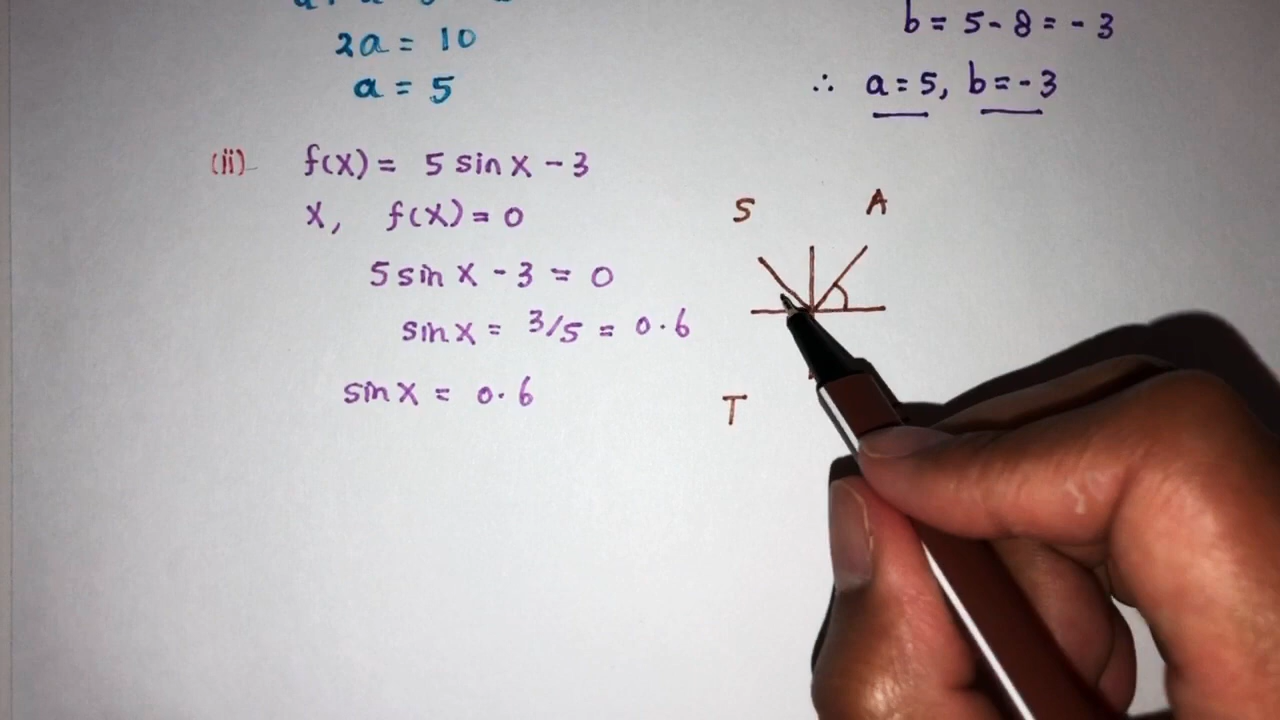 2a = 10
a = 5
b = 5 - 8 = - 3
∴ a = 5, b = - 3
(ii) f(x) = 5 sin x - 3
x, f(x) = 0
5 sin x - 3 = 0
sin x = 3/5 = 0.6
sin x = 0.6
S A
T